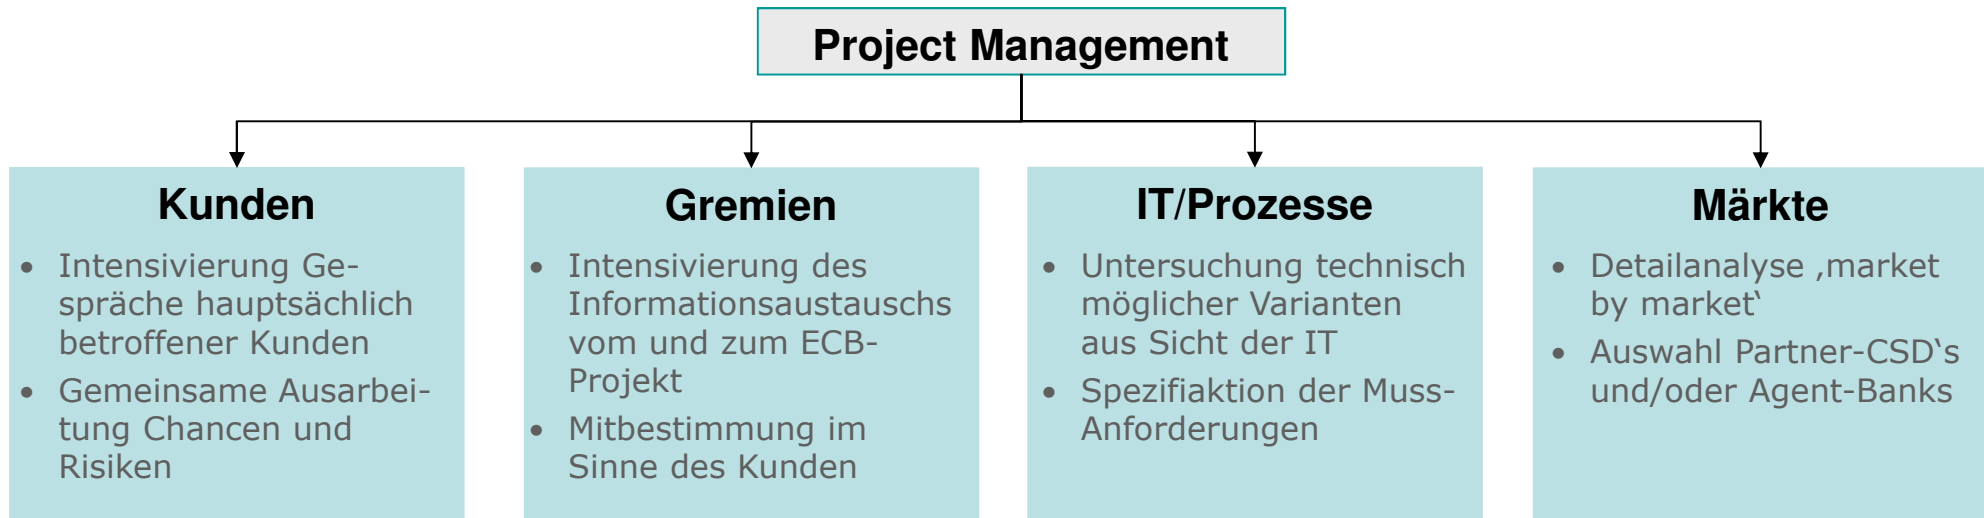 Project Management
Kunden
• Intensivierung Ge-
spräche hauptsächlich
betroffener Kunden
• Gemeinsame Ausarbei-
tung Chancen und
Risiken
Gremien
• Intensivierung des
Informationsaustauschs
vom und zum ECB-
Projekt
• Mitbestimmung im
Sinne des Kunden
IT/Prozesse
• Untersuchung technisch
möglicher Varianten
aus Sicht der IT
• Spezifiaktion der Muss-
Anforderungen
Märkte
• Detailanalyse ‚market
by market‘
• Auswahl Partner-CSD‘s
und/oder Agent-Banks